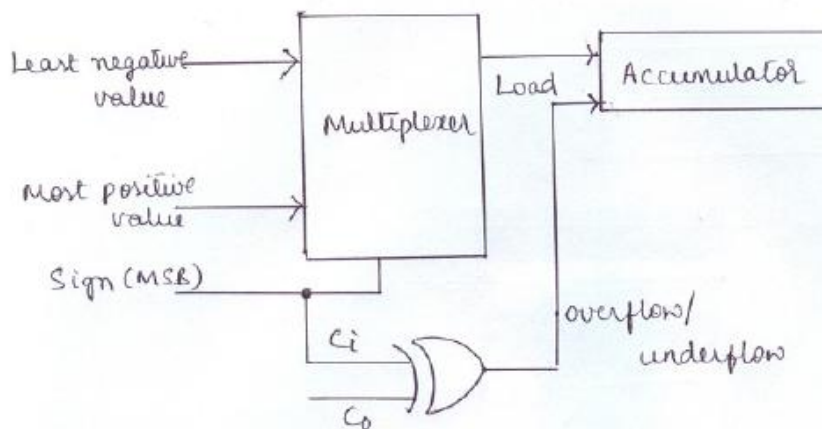 Least negative
value
Multiplexer
Load
Accumulator
Most positive
value
Sign (MSB)
Ci
Co
overflow/
underflow